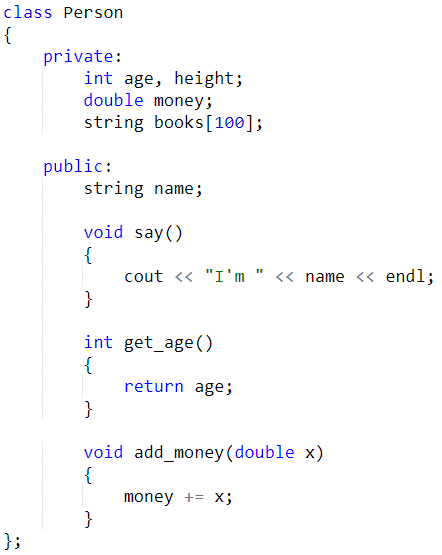 class Person
{
    private:
        int age, height;
        double money;
        string books[100];

    public:
        string name;

        void say()
        {
            cout << "I'm " << name << endl;
        }

        int get_age()
        {
            return age;
        }

        void add_money(double x)
        {
            money += x;
        }
};